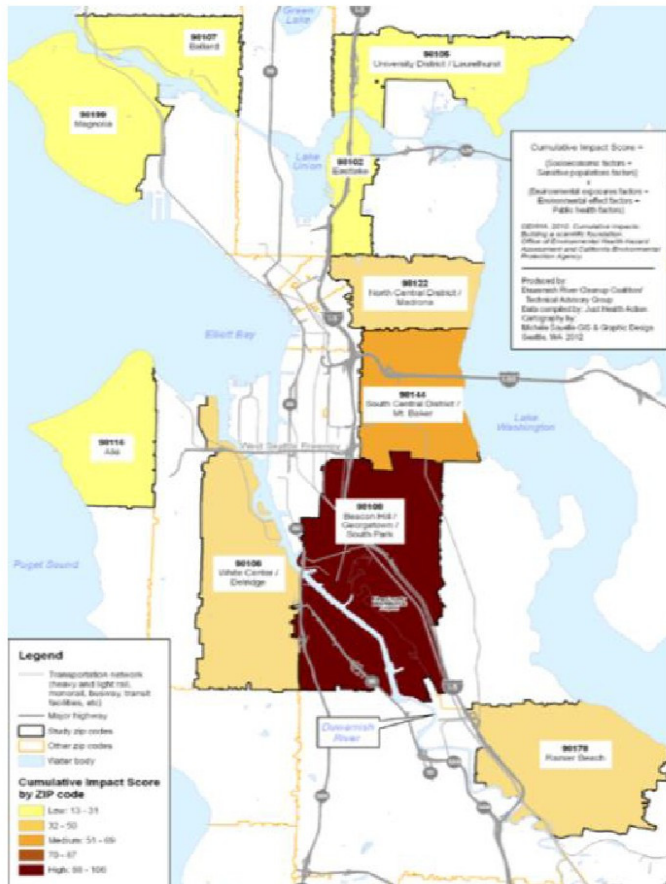 Green
Lake
98107
Ballard
98105
University District / Laurelhurst
98199
Magnolia
Lake
Union
98102
Eastlake
Cumulative Impact Score =
(Socioeconomic factors +
Sensitive populations factors)
x
(Environmental exposures factors +
Environmental effect factors +
Public health factors)
OEHHA. 2010. Cumulative Impacts:
Building a scientific foundation
Office of Environmental Health Hazard
Assessment and California Environmental
Protection Agency.
Produced by:
Duwamish River Cleanup Coalition/
Technical Advisory Group
Data compiled by: Just Health Action
Cartography by:
GIS & Graphic Design
Seattle, WA 2012
98122
North Central District /
Madrona
Elliott Bay
98144
South Central District /
Mt. Baker
Lake
Washington
98116
Alki
West Seattle
98108
Beacon Hill /
Georgetown /
South Park
Puget Sound
98106
White Center /
Delridge
Duwamish
River
98178
Rainier Beach
Legend
Transportation network
(heavy and light rail,
monorail, busway, transit
facilities, etc)
Major highway
Study zip codes
Other zip codes
Water body
Cumulative Impact Score
by ZIP code
Low: 13 - 31
32 - 50
Medium: 51 - 69
70 - 87
High: 88 - 106